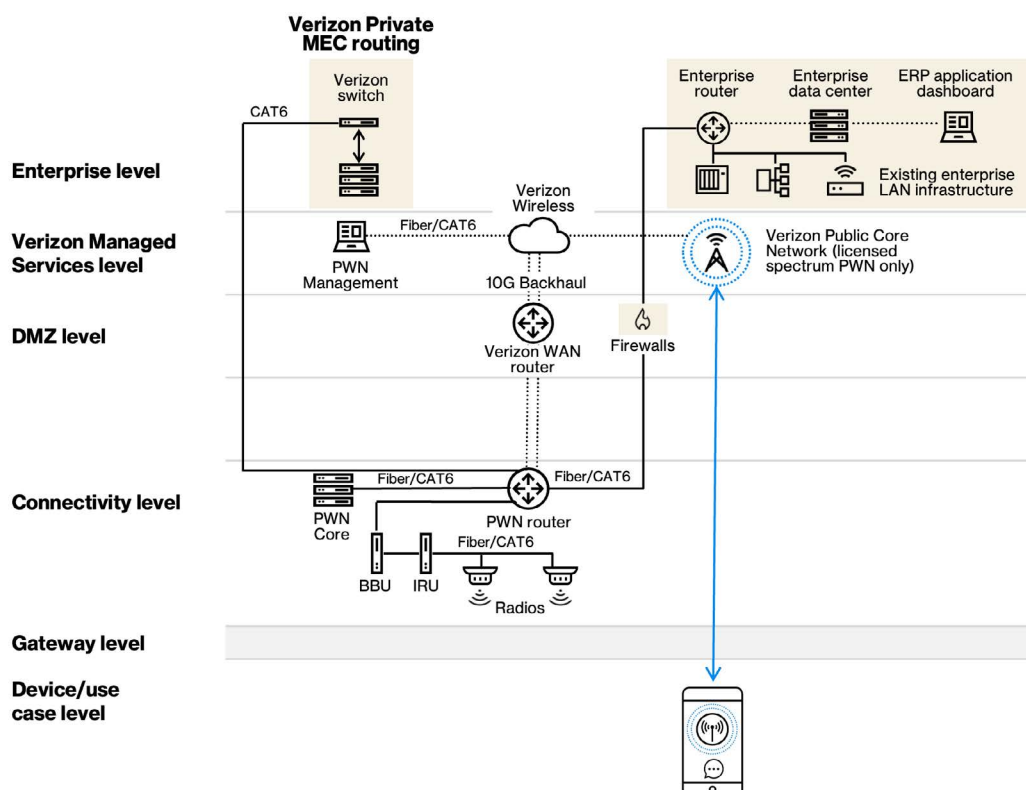 Verizon Private
MEC routing
Verizon
switch
CAT6
Enterprise
router
Enterprise
data center
ERP application
dashboard
Enterprise level
Existing enterprise
LAN infrastructure
Verizon
Wireless
Verizon Managed
Services level
Fiber/CAT6
PWN
Management
10G Backhaul
Verizon Public Core
Network (licensed
spectrum PWN only)
DMZ level
Verizon WAN
router
Firewalls
Connectivity level
Fiber/CAT6
Fiber/CAT6
PWN
Core
PWN router
Fiber/CAT6
BBU
IRU
Radios
Gateway level
Device/use
case level